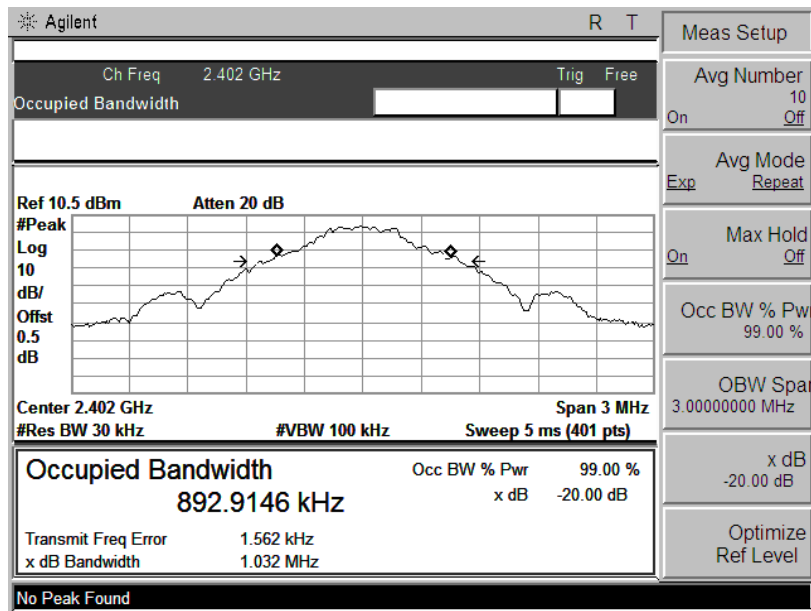 Agilent R T
Ch Freq 2.402 GHz Trig Free
Occupied Bandwidth
Ref 10.5 dBm Atten 20 dB
#Peak
Log
10
dB/
Offst
0.5
dB
Center 2.402 GHz Span 3 MHz
#Res BW 30 kHz #VBW 100 kHz Sweep 5 ms (401 pts)
Occupied Bandwidth Occ BW % Pwr 99.00 %
892.9146 kHz x dB -20.00 dB
Transmit Freq Error 1.562 kHz
x dB Bandwidth 1.032 MHz
No Peak Found
Meas Setup
Avg Number
10
On Off
Avg Mode
Exp Repeat
Max Hold
On Off
Occ BW % Pwr
99.00 %
OBW Span
3.00000000 MHz
x dB
-20.00 dB
Optimize
Ref Level